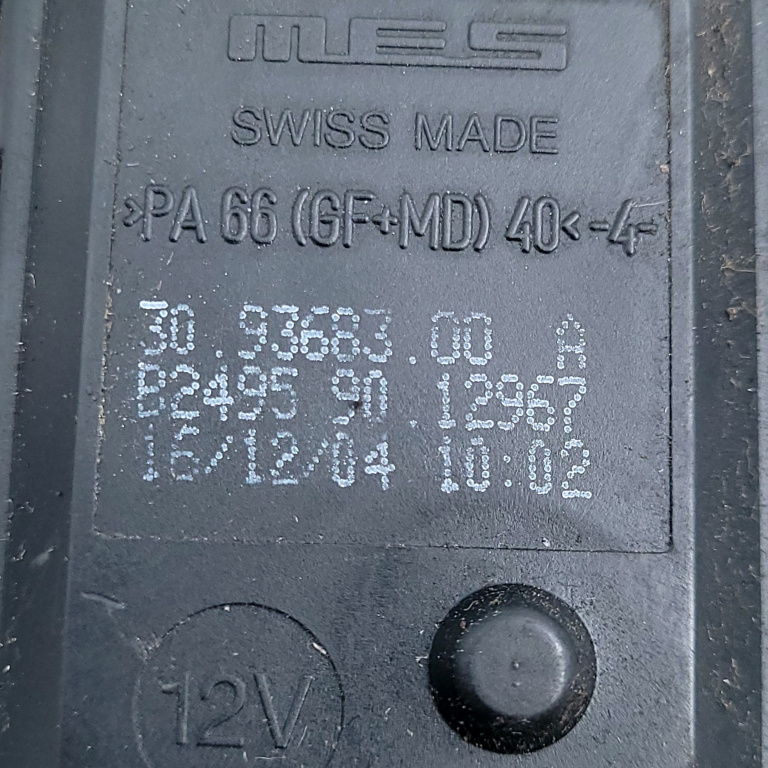 MES
SWISS MADE
>PA 66 (GF+MD) 40< -4-
30.93683.00 A
B2495 90.12967
16/12/04 10:02
12V